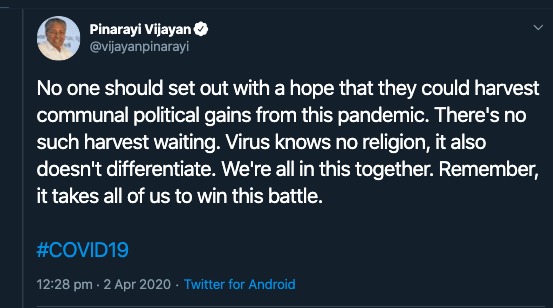 Pinarayi Vijayan
@vijayanpinarayi
No one should set out with a hope that they could harvest
communal political gains from this pandemic. There's no
such harvest waiting. Virus knows no religion, it also
doesn't differentiate. We're all in this together. Remember,
it takes all of us to win this battle.
#COVID19
12:28 pm · 2 Apr 2020 · Twitter for Android